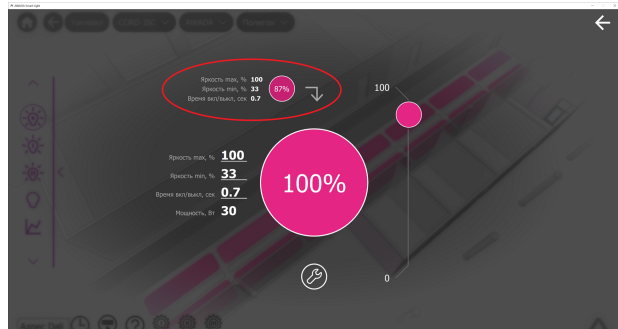 Яркость max, % 100
Яркость min, % 33
Время вкл/выкл, сек 0.7
87%
100
Яркость max, % 100
Яркость min, % 33
Время вкл/выкл, сек 0.7
Мощность, Вт 30
100%
0